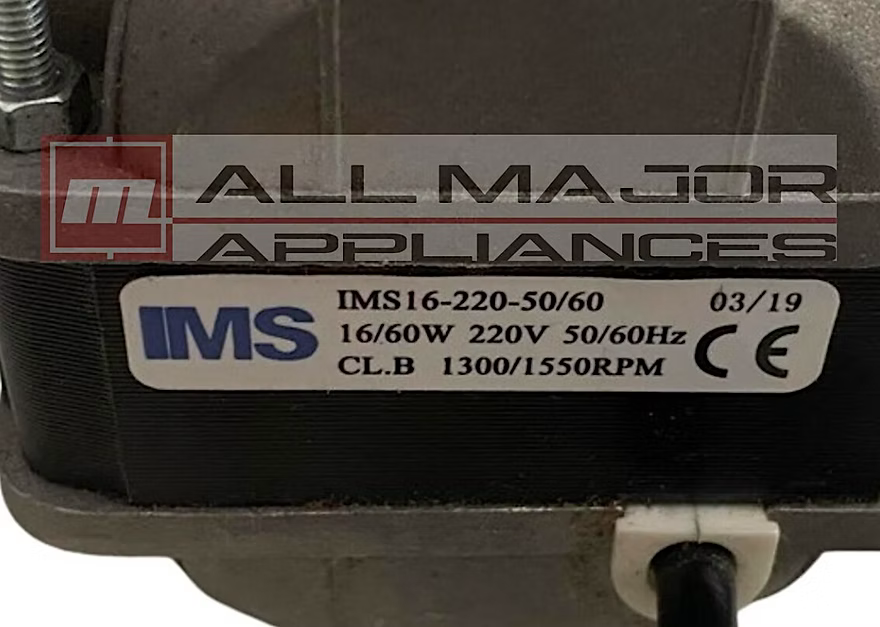 m ALL MAJOR
APPLIANCES
IMS
IMS16-220-50/60 03/19
16/60W 220V 50/60Hz CE
CL.B 1300/1550RPM